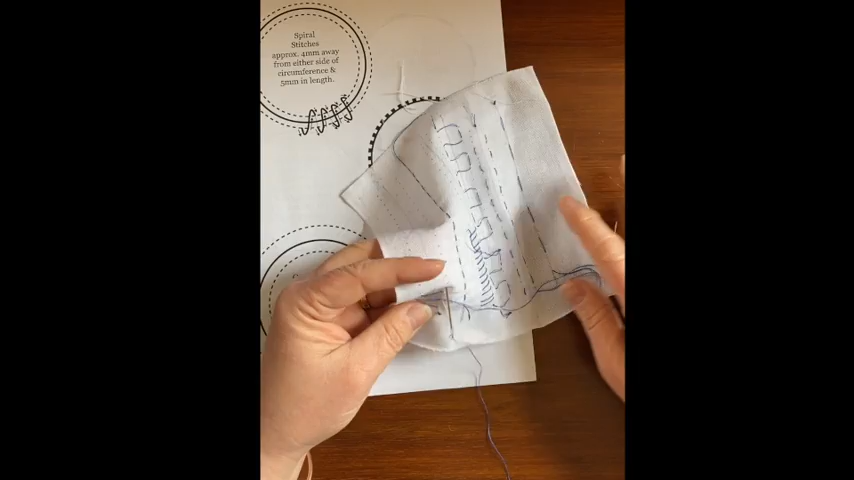 Spiral
Stitches
approx. 4mm away
from either side of
circumference &
5mm in length.